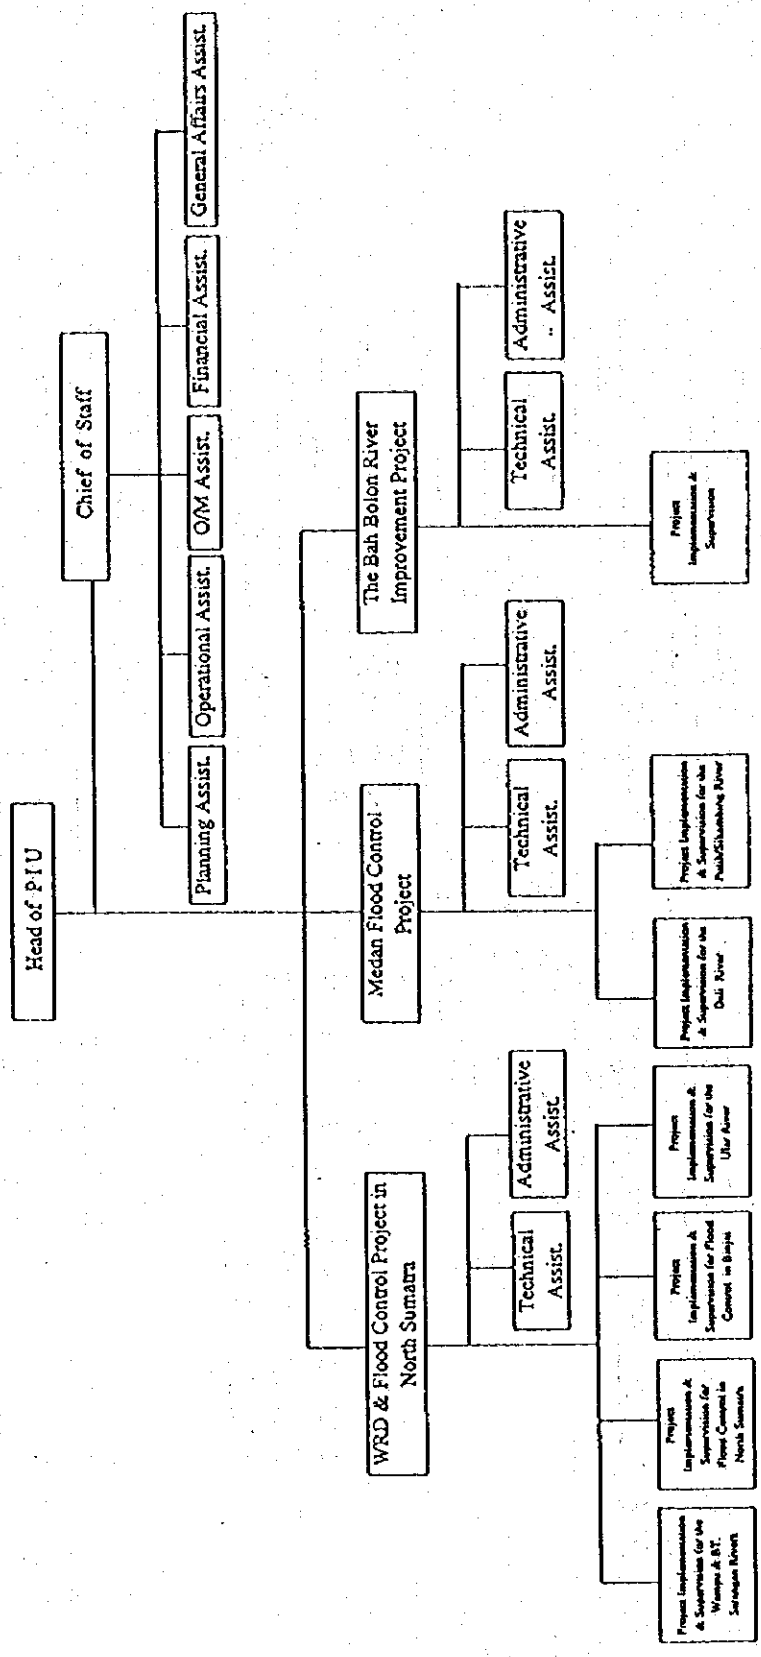 Head of PIU
Chief of Staff
Planning Assist.
Operational Assist.
O/M Assist.
Financial Assist.
General Affairs Assist.
WRD & Flood Control Project in
North Sumatra
Medan Flood Control
Project
The Bah Bolon River
Improvement Project
Technical
Assist.
Administrative
Assist.
Technical
Assist.
Administrative
Assist.
Technical
Assist.
Administrative
Assist.
Project Implementation
& Supervision for the
Wampu & BT.
Serangan Rivers
Project
Implementation &
Supervision for
Flood Control in
North Sumatra
Project
Implementation &
Supervision for Flood
Control in Binjai
Project
Implementation &
Supervision for the
Ular River
Project Implementation
& Supervision for the
Deli River
Project Implementation
& Supervision for the
River
Project
Implementation &
Supervision